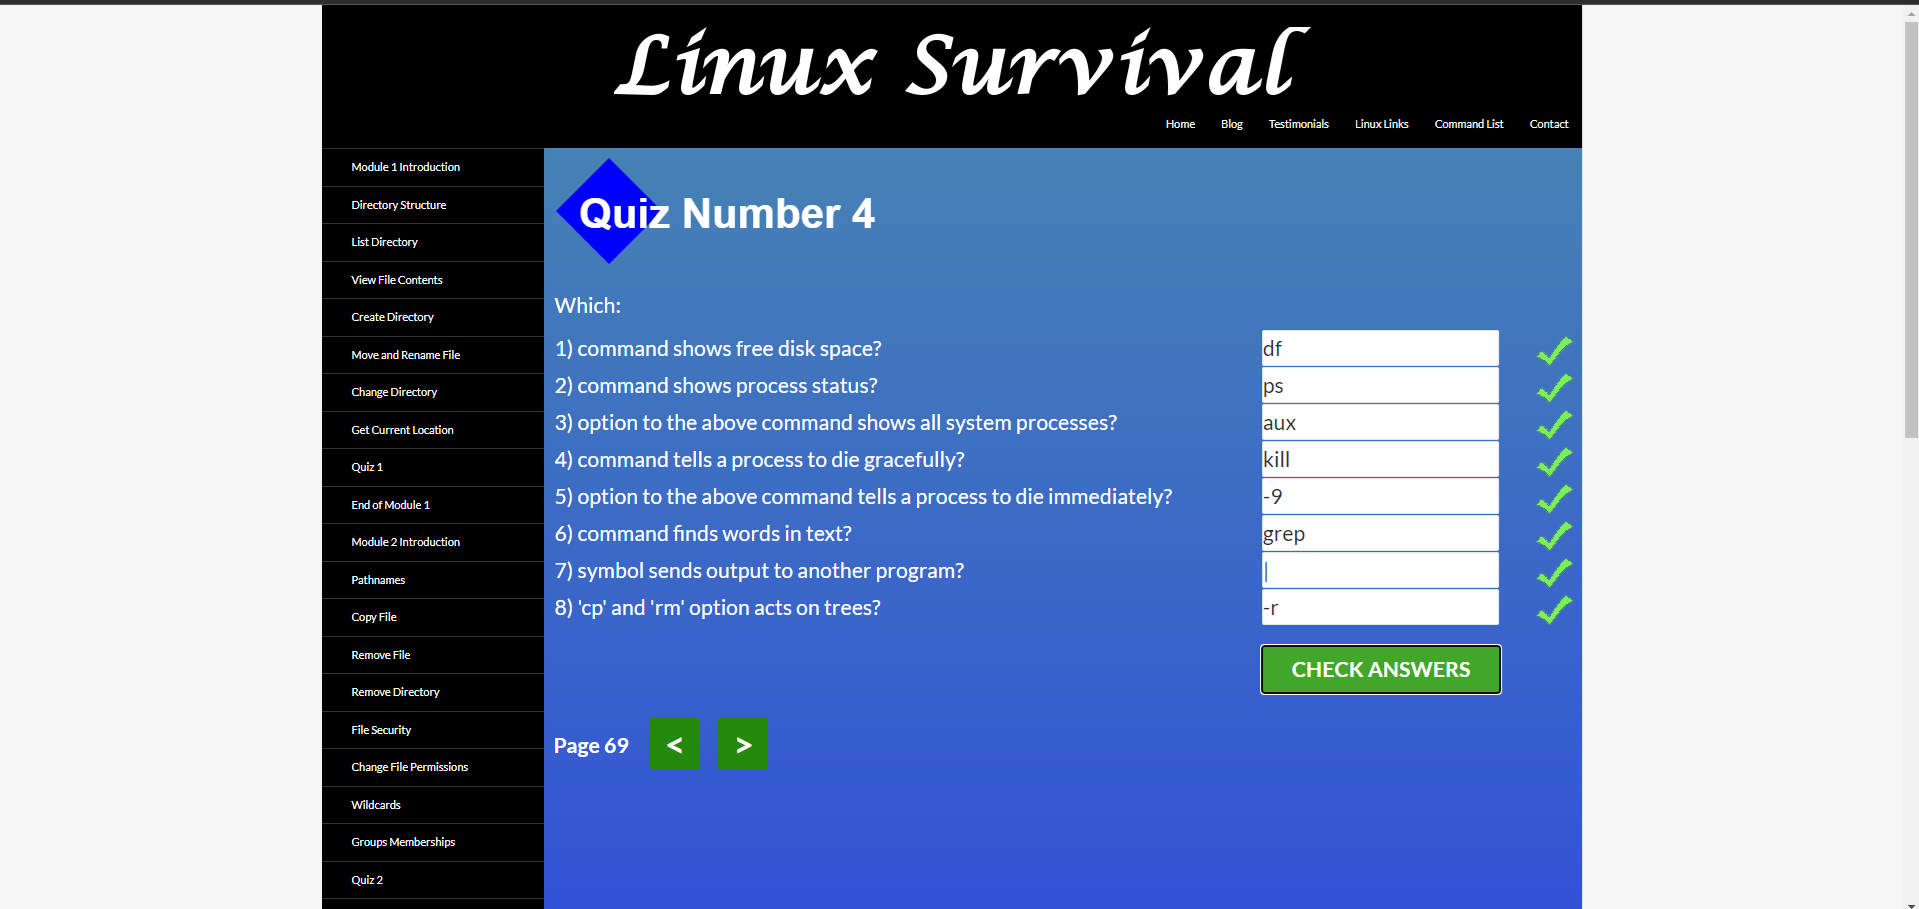 Linux Survival
Home Blog Testimonials Linux Links Command List Contact
Module 1 Introduction
Directory Structure
List Directory
View File Contents
Create Directory
Move and Rename File
Change Directory
Get Current Location
Quiz 1
End of Module 1
Module 2 Introduction
Pathnames
Copy File
Remove File
Remove Directory
File Security
Change File Permissions
Wildcards
Groups Memberships
Quiz 2
Quiz Number 4
Which:
1) command shows free disk space? df
2) command shows process status? ps
3) option to the above command shows all system processes? aux
4) command tells a process to die gracefully? kill
5) option to the above command tells a process to die immediately? -9
6) command finds words in text? grep
7) symbol sends output to another program? |
8) 'cp' and 'rm' option acts on trees? -r
CHECK ANSWERS
Page 69 < >